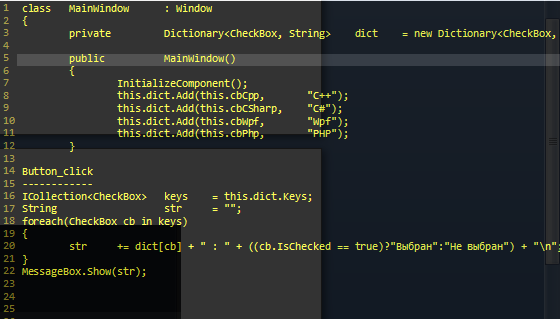 1 class MainWindow : Window
2 {
3 private Dictionary<CheckBox, String> dict = new Dictionary<CheckBox,
4
5 public MainWindow()
6 {
7 InitializeComponent();
8 this.dict.Add(this.cbCpp, "C++");
9 this.dict.Add(this.cbCSharp, "C#");
10 this.dict.Add(this.cbWpf, "Wpf");
11 this.dict.Add(this.cbPhp, "PHP");
12 }
13
14 Button_click
15 ------------
16 ICollection<CheckBox> keys = this.dict.Keys;
17 String str = "";
18 foreach(CheckBox cb in keys)
19 {
20 str += dict[cb] + " : " + ((cb.IsChecked == true)?"Выбран":"Не выбран") + "\n";
21 }
22 MessageBox.Show(str);
23
24
25